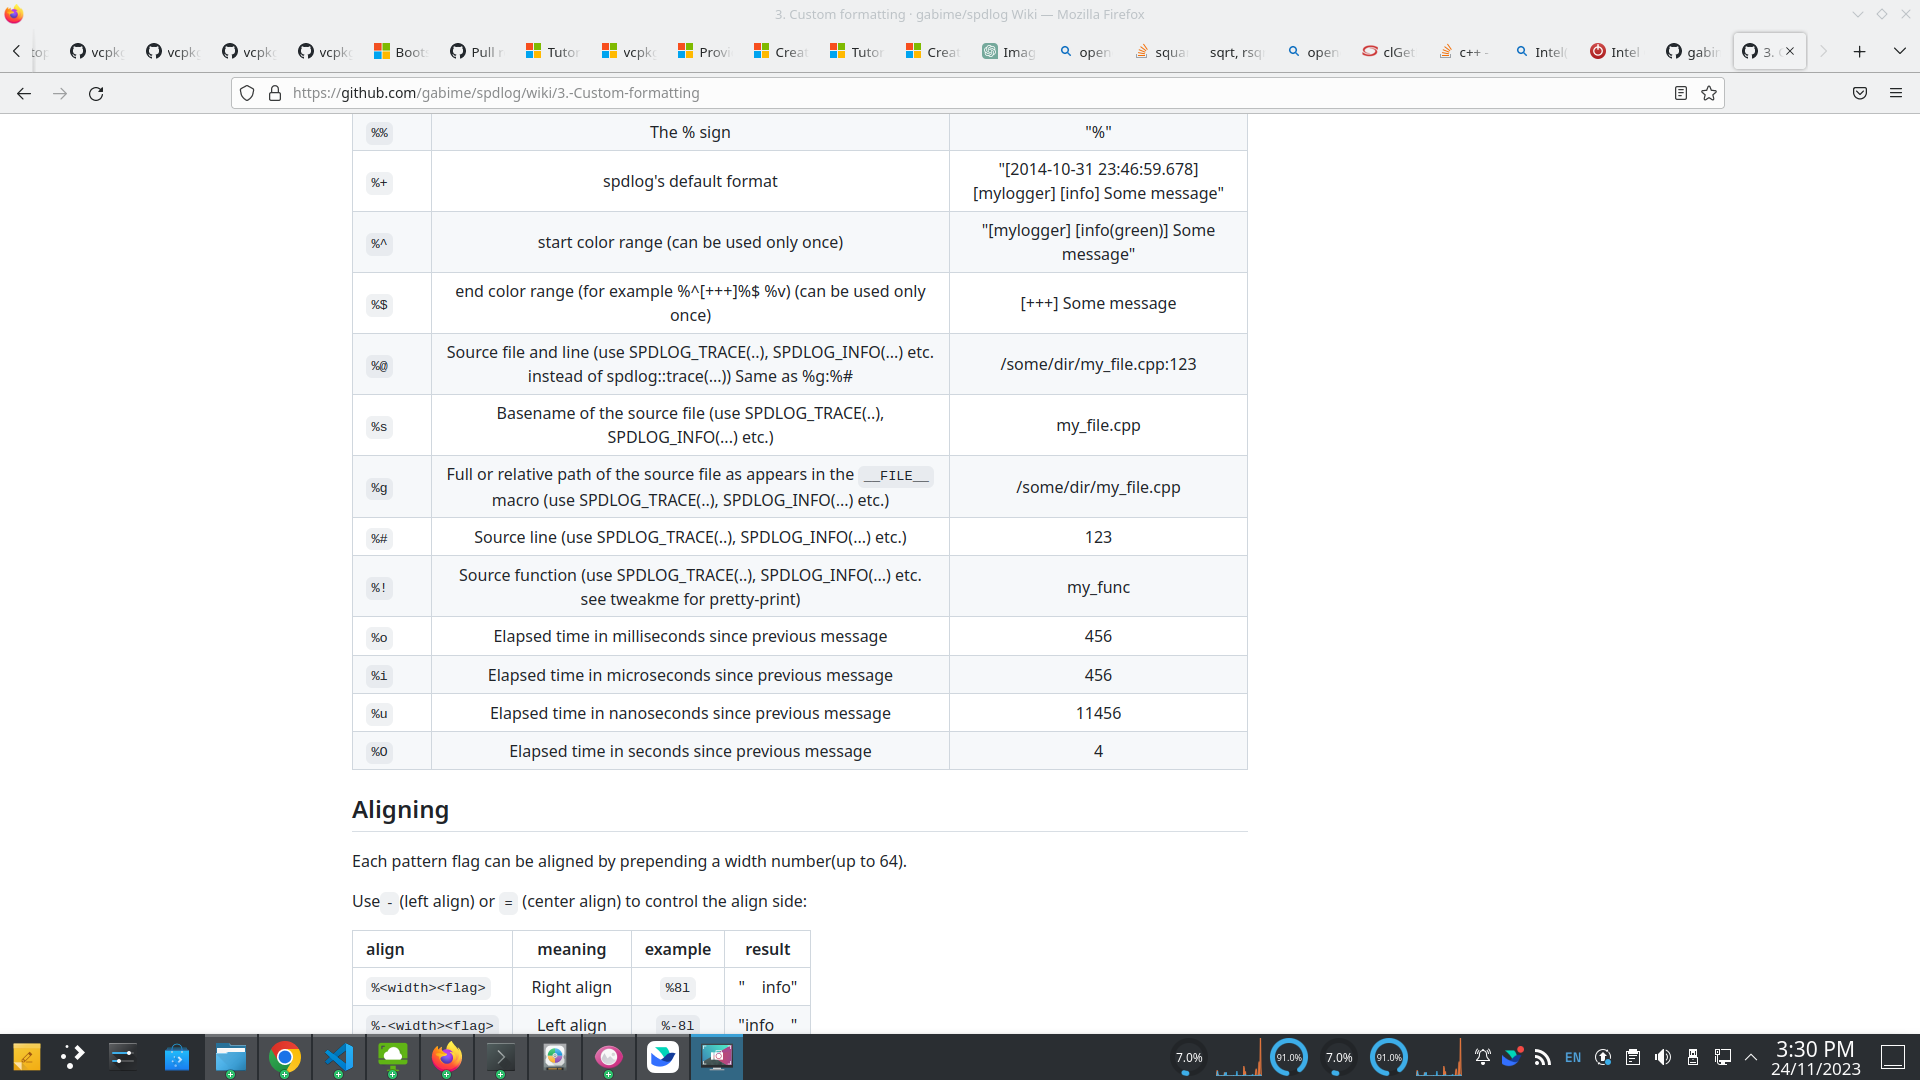 3. Custom formatting · gabime/spdlog Wiki — Mozilla Firefox
vcpk vcpk vcpk vcpk Boot Pull Tutor vcpk Provi Creat Tutor Creat Imag open squa sqrt, rsq open clGet c++ - Intel Intel gabi 3.
https://github.com/gabime/spdlog/wiki/3.-Custom-formatting
%% The % sign "%"
"[2014-10-31 23:46:59.678]
%+ spdlog's default format
[mylogger] [info] Some message"
"[mylogger] [info(green)] Some
%^ start color range (can be used only once)
message"
end color range (for example %^[+++]%$ %v) (can be used only
%$ [+++] Some message
once)
Source file and line (use SPDLOG_TRACE(..), SPDLOG_INFO(...) etc.
%@ /some/dir/my_file.cpp:123
instead of spdlog::trace(...)) Same as %g:%#
Basename of the source file (use SPDLOG_TRACE(..),
%s my_file.cpp
SPDLOG_INFO(...) etc.)
Full or relative path of the source file as appears in the __FILE__
%g /some/dir/my_file.cpp
macro (use SPDLOG_TRACE(..), SPDLOG_INFO(...) etc.)
%# Source line (use SPDLOG_TRACE(..), SPDLOG_INFO(...) etc.) 123
Source function (use SPDLOG_TRACE(..), SPDLOG_INFO(...) etc.
%! my_func
see tweakme for pretty-print)
%o Elapsed time in milliseconds since previous message 456
%i Elapsed time in microseconds since previous message 456
%u Elapsed time in nanoseconds since previous message 11456
%O Elapsed time in seconds since previous message 4
Aligning
Each pattern flag can be aligned by prepending a width number(up to 64).
Use - (left align) or = (center align) to control the align side:
align meaning example result
%<width><flag> Right align %8l "    info"
%-<width><flag> Left align %-8l "info    "
7.0% 91.0% 7.0% 91.0% EN 3:30 PM
24/11/2023